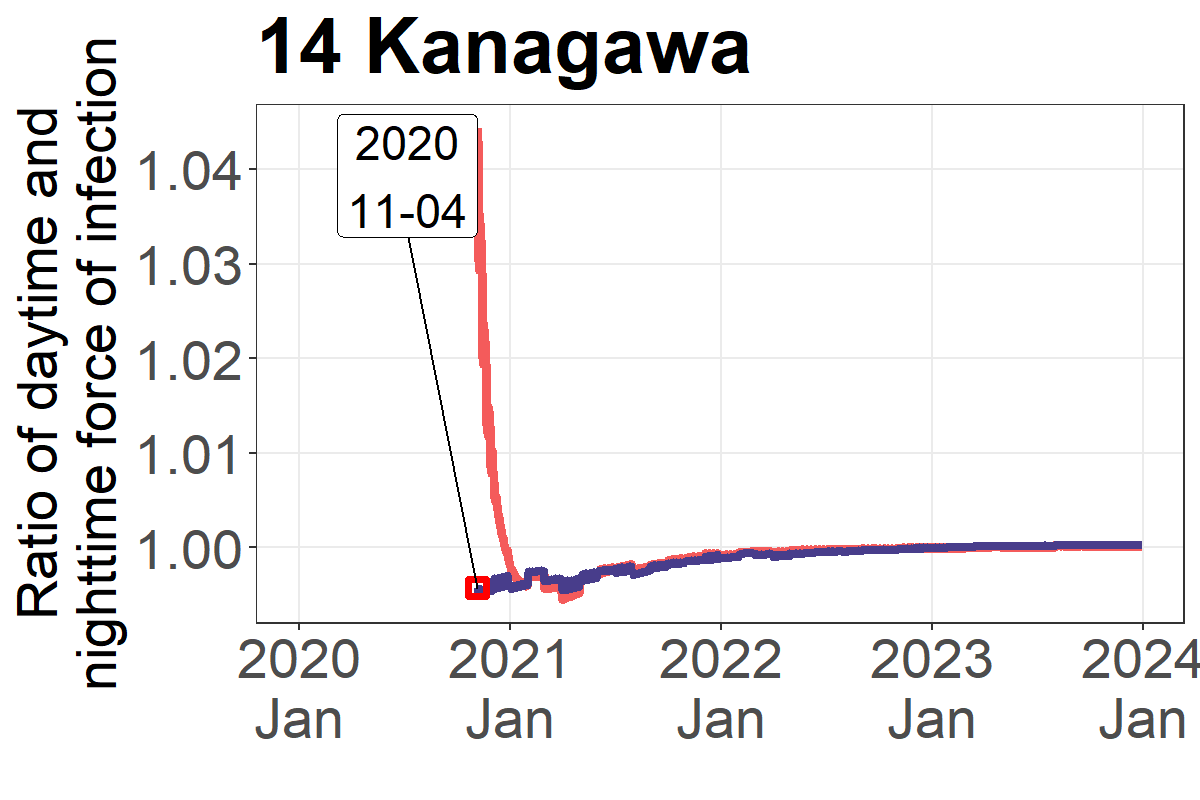 14 Kanagawa
Ratio of daytime and
nighttime force of infection
1.04
1.03
1.02
1.01
1.00
2020
11-04
2020
Jan
2021
Jan
2022
Jan
2023
Jan
2024
Jan